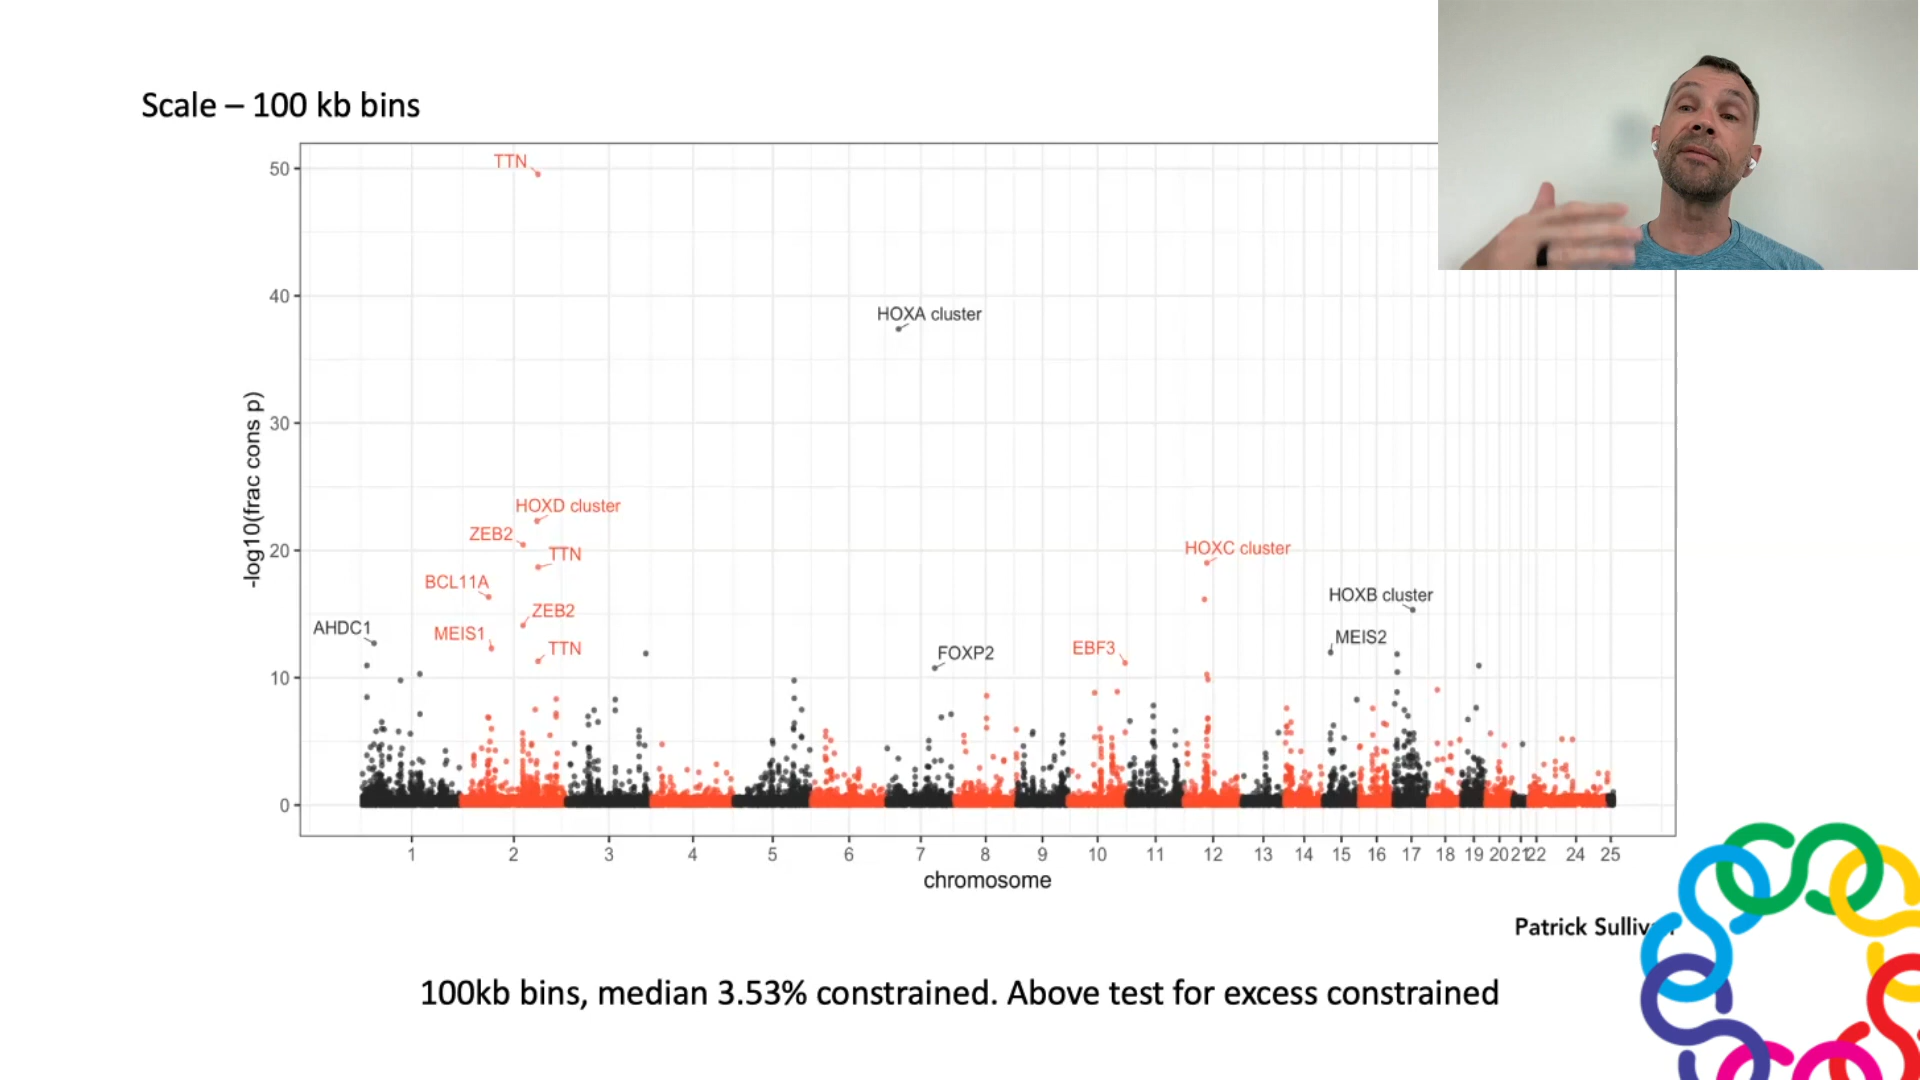 Scale – 100 kb bins
TTN
50
40
HOXA cluster
30
-log10(frac cons p)
HOXD cluster
ZEB2
TTN
20
HOXC cluster
BCL11A
HOXB cluster
ZEB2
AHDC1
MEIS1
MEIS2
TTN
FOXP2
EBF3
10
0
1 2 3 4 5 6 7 8 9 10 11 12 13 14 15 16 17 18 19 20 21 22 24 25
chromosome
Patrick
100kb bins, median 3.53% constrained. Above test for excess constrained